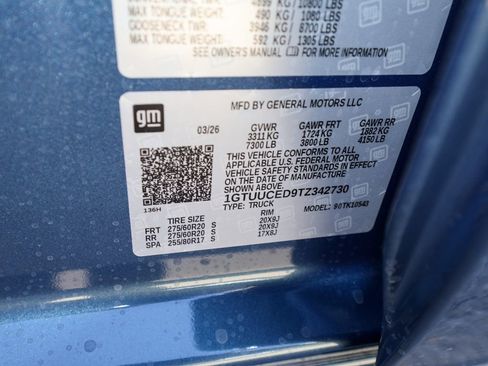 4899 KG/10800 LBS
MAX TONGUE WEIGHT: 490 KG / 1080 LBS
GOOSENECK TWR 3946 KG / 8700 LBS
MAX TONGUE WEIGHT: 592 KG / 1305 LBS
SEE OWNER'S MANUAL FOR
gm
MFD BY GENERAL MOTORS LLC
03/26 GVWR GAWR FRT GAWR RR
3311 KG 1724 KG 1882 KG
7300 LB 3800 LB 4150 LB
THIS VEHICLE CONFORMS TO ALL
APPLICABLE U.S. FEDERAL MOTOR
VEHICLE SAFETY STANDARDS IN EFFECT
ON THE DATE OF MANUFACTURE SHOWN ABOVE
1GTUUCED9TZ342730
TYPE: TRUCK MODEL: 90TK10543
136H
TIRE SIZE RIM
FRT 275/60R20 S 20X9J
RR 275/60R20 S 20X9J
SPA 255/80R17 S 17X8J